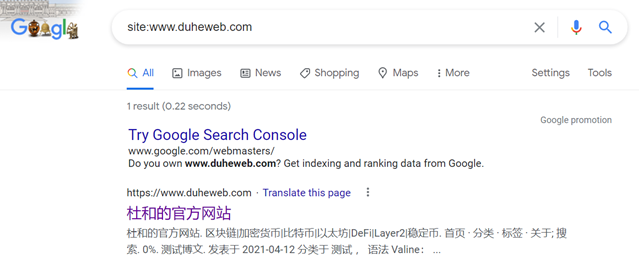 Google
site:www.duheweb.com
All Images News Shopping Maps More Settings Tools
1 result (0.22 seconds)
Google promotion
Try Google Search Console
www.google.com/webmasters/
Do you own www.duheweb.com? Get indexing and ranking data from Google.
https://www.duheweb.com · Translate this page
杜和的官方网站
杜和的官方网站. 区块链|加密货币|比特币|以太坊|DeFi|Layer2|稳定币. 首页 · 分类 · 标签 · 关于; 搜
索. 0%. 测试博文. 发表于 2021-04-12 分类于 测试 ， 语法 Valine： ...